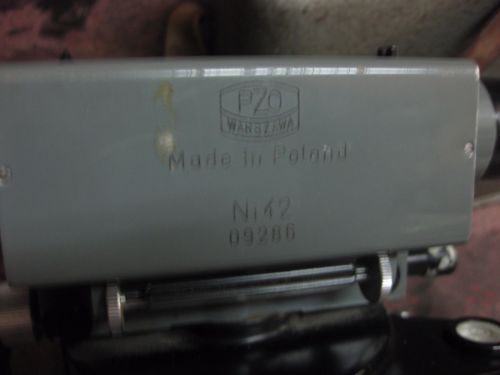 PZO
WARSZAWA
Made in Poland
Ni 42
09286